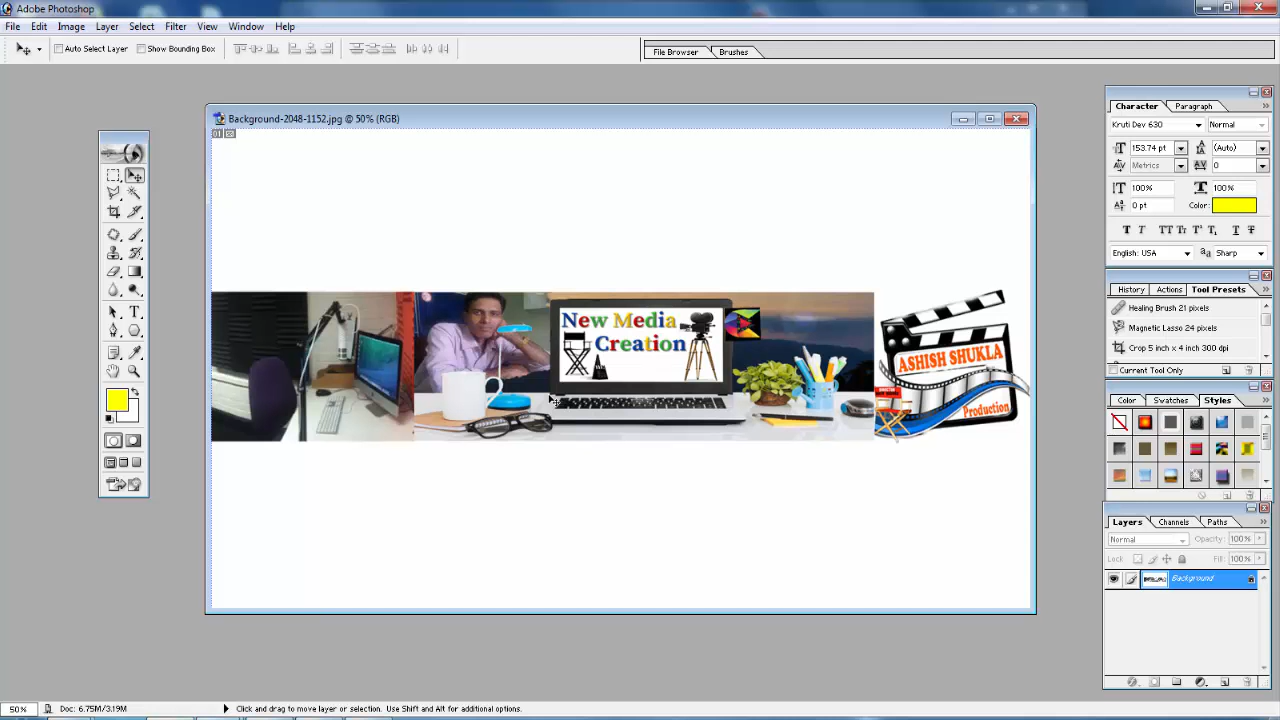 Adobe Photoshop
File Edit Image Layer Select Filter View Window Help
Auto Select Layer Show Bounding Box
File Browser Brushes
Background-2048-1152.jpg @ 50% (RGB)
New Media
Creation
ASHISH SHUKLA
Production
Character Paragraph
Kruti Dev 630 Normal
153.74 pt (Auto)
Metrics 0
100% 100%
0 pt Color:
English: USA aa Sharp
History Actions Tool Presets
Healing Brush 21 pixels
Magnetic Lasso 24 pixels
Crop 5 inch x 4 inch 300 dpi
Current Tool Only
Color Swatches Styles
Layers Channels Paths
Normal Opacity: 100%
Lock: Fill: 100%
Background
50% Doc: 6.75M/3.19M Click and drag to move layer or selection. Use Shift and Alt for additional options.